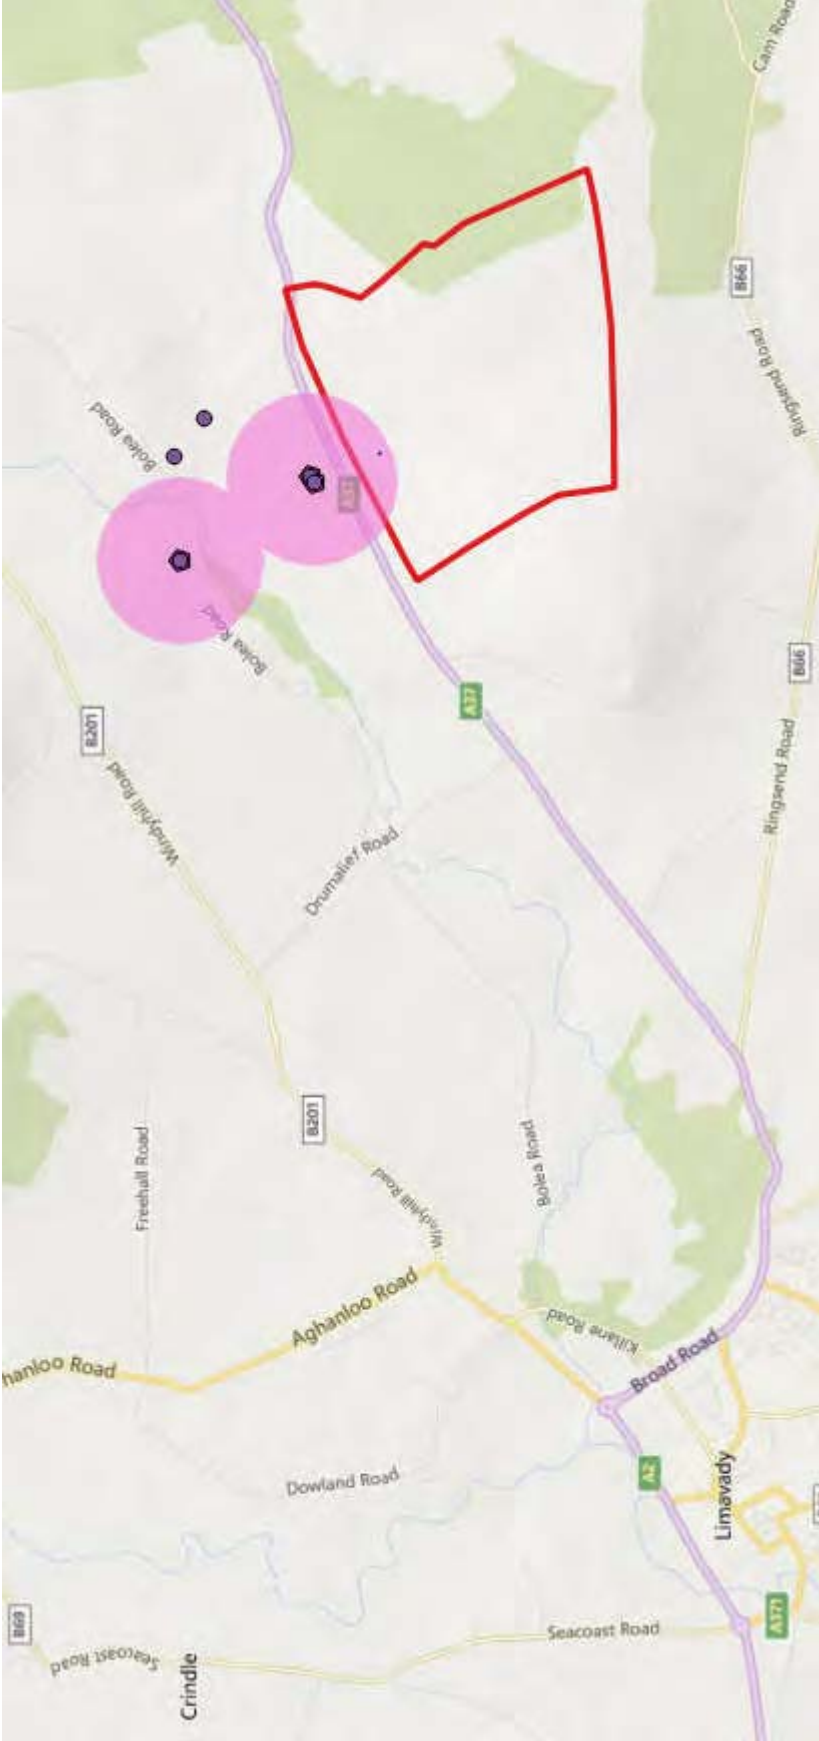 Cam Road
B66
Ringsend Road
Bolea Road
A37
Bolea Road
B66
A37
B201
Windyhill Road
Ringsend Road
Drumalief Road
B201
Freehall Road
Bolea Road
Windyhill Road
Aghanloo Road
Killane Road
Broad Road
hanloo Road
A2
Dowland Road
Limavady
B69
A371
Seacoast Road
Seacoast Road
Crindle